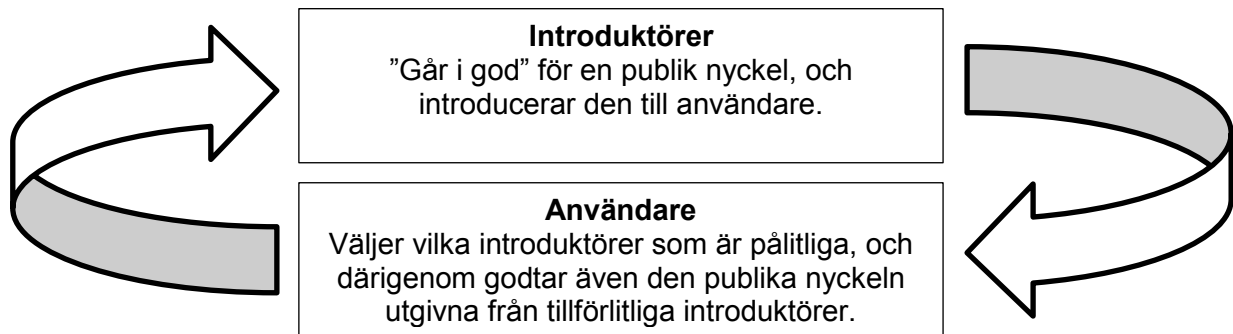 Introduktörer
”Går i god” för en publik nyckel, och
introducerar den till användare.
Användare
Väljer vilka introduktörer som är pålitliga, och
därigenom godtar även den publika nyckeln
utgivna från tillförlitliga introduktörer.